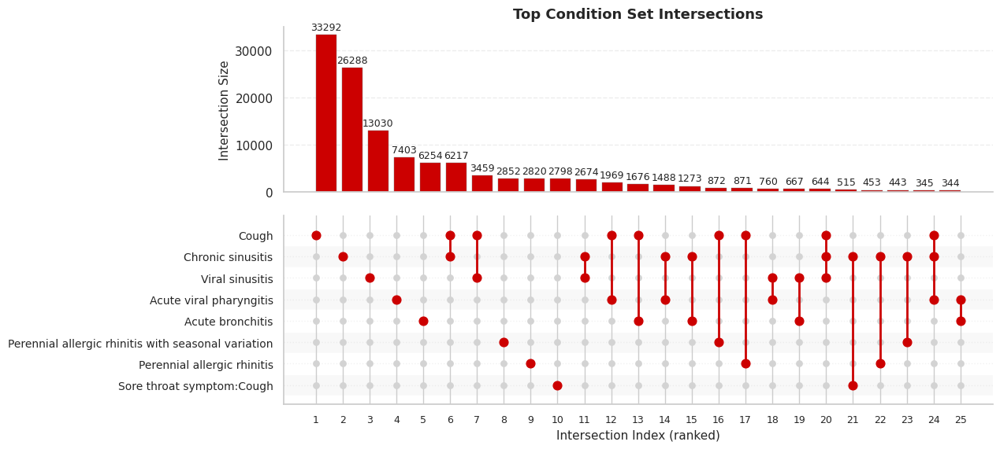 Top Condition Set Intersections
Intersection Size
30000
20000
10000
0
33292
26288
13030
7403
6254
6217
3459
2852
2820
2798
2674
1969
1676
1488
1273
872
871
760
667
644
515
453
443
345
344
Cough
Chronic sinusitis
Viral sinusitis
Acute viral pharyngitis
Acute bronchitis
Perennial allergic rhinitis with seasonal variation
Perennial allergic rhinitis
Sore throat symptom:Cough
1 2 3 4 5 6 7 8 9 10 11 12 13 14 15 16 17 18 19 20 21 22 23 24 25
Intersection Index (ranked)